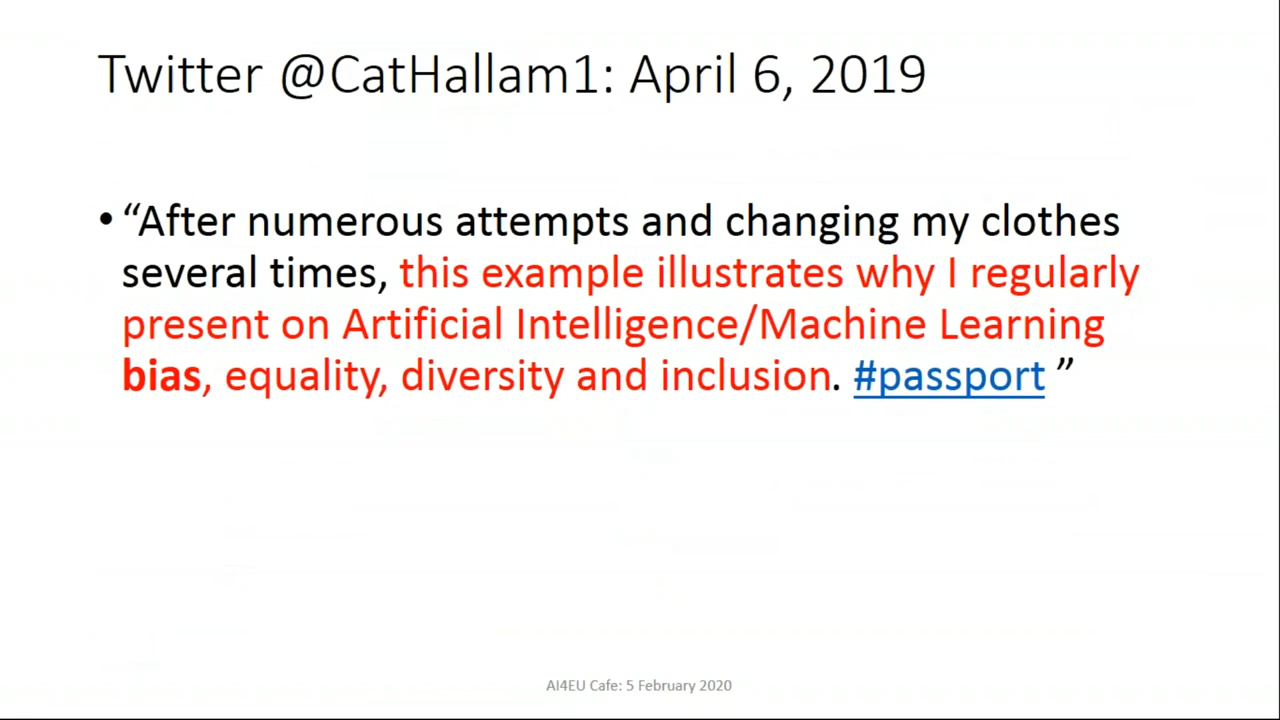 Twitter @CatHallam1: April 6, 2019
• “After numerous attempts and changing my clothes
several times, this example illustrates why I regularly
present on Artificial Intelligence/Machine Learning
bias, equality, diversity and inclusion. #passport ”
AI4EU Cafe: 5 February 2020